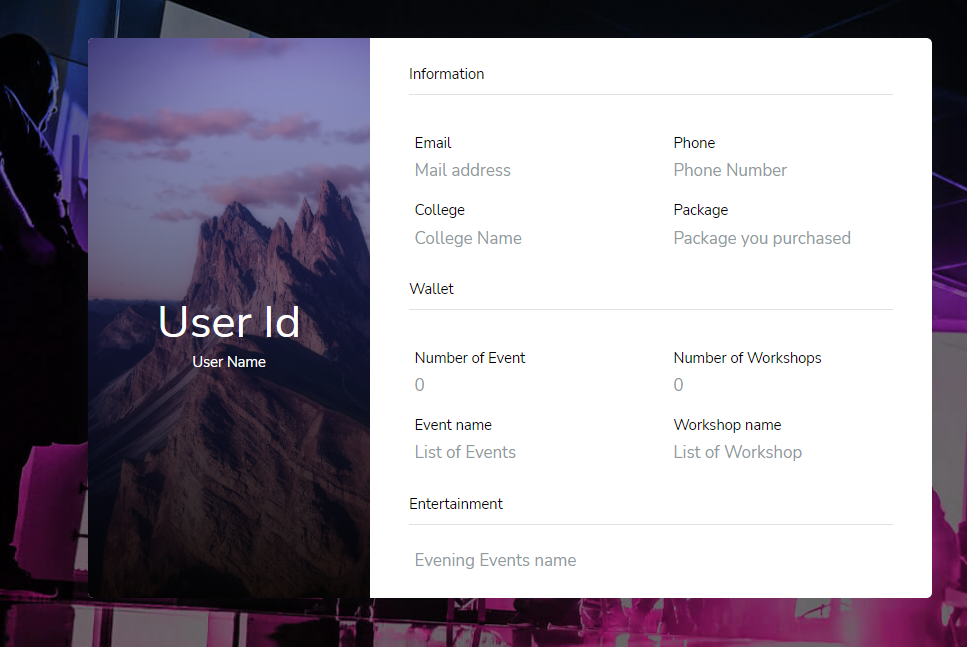 User Id
User Name
Information
Email
Phone
Mail address
Phone Number
College
Package
College Name
Package you purchased
Wallet
Number of Event
Number of Workshops
0
0
Event name
Workshop name
List of Events
List of Workshop
Entertainment
Evening Events name